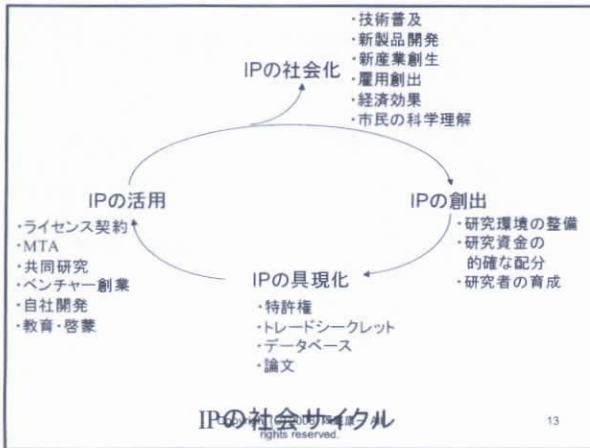 IPの社会化
・技術普及
・新製品開発
・新産業創生
・雇用創出
・経済効果
・市民の科学理解
IPの創出
・研究環境の整備
・研究資金の
的確な配分
・研究者の育成
IPの具現化
・特許権
・トレードシークレット
・データベース
・論文
IPの活用
・ライセンス契約
・MTA
・共同研究
・ベンチャー創業
・自社開発
・教育・啓蒙
IPの社会サイクル
rights reserved.
13